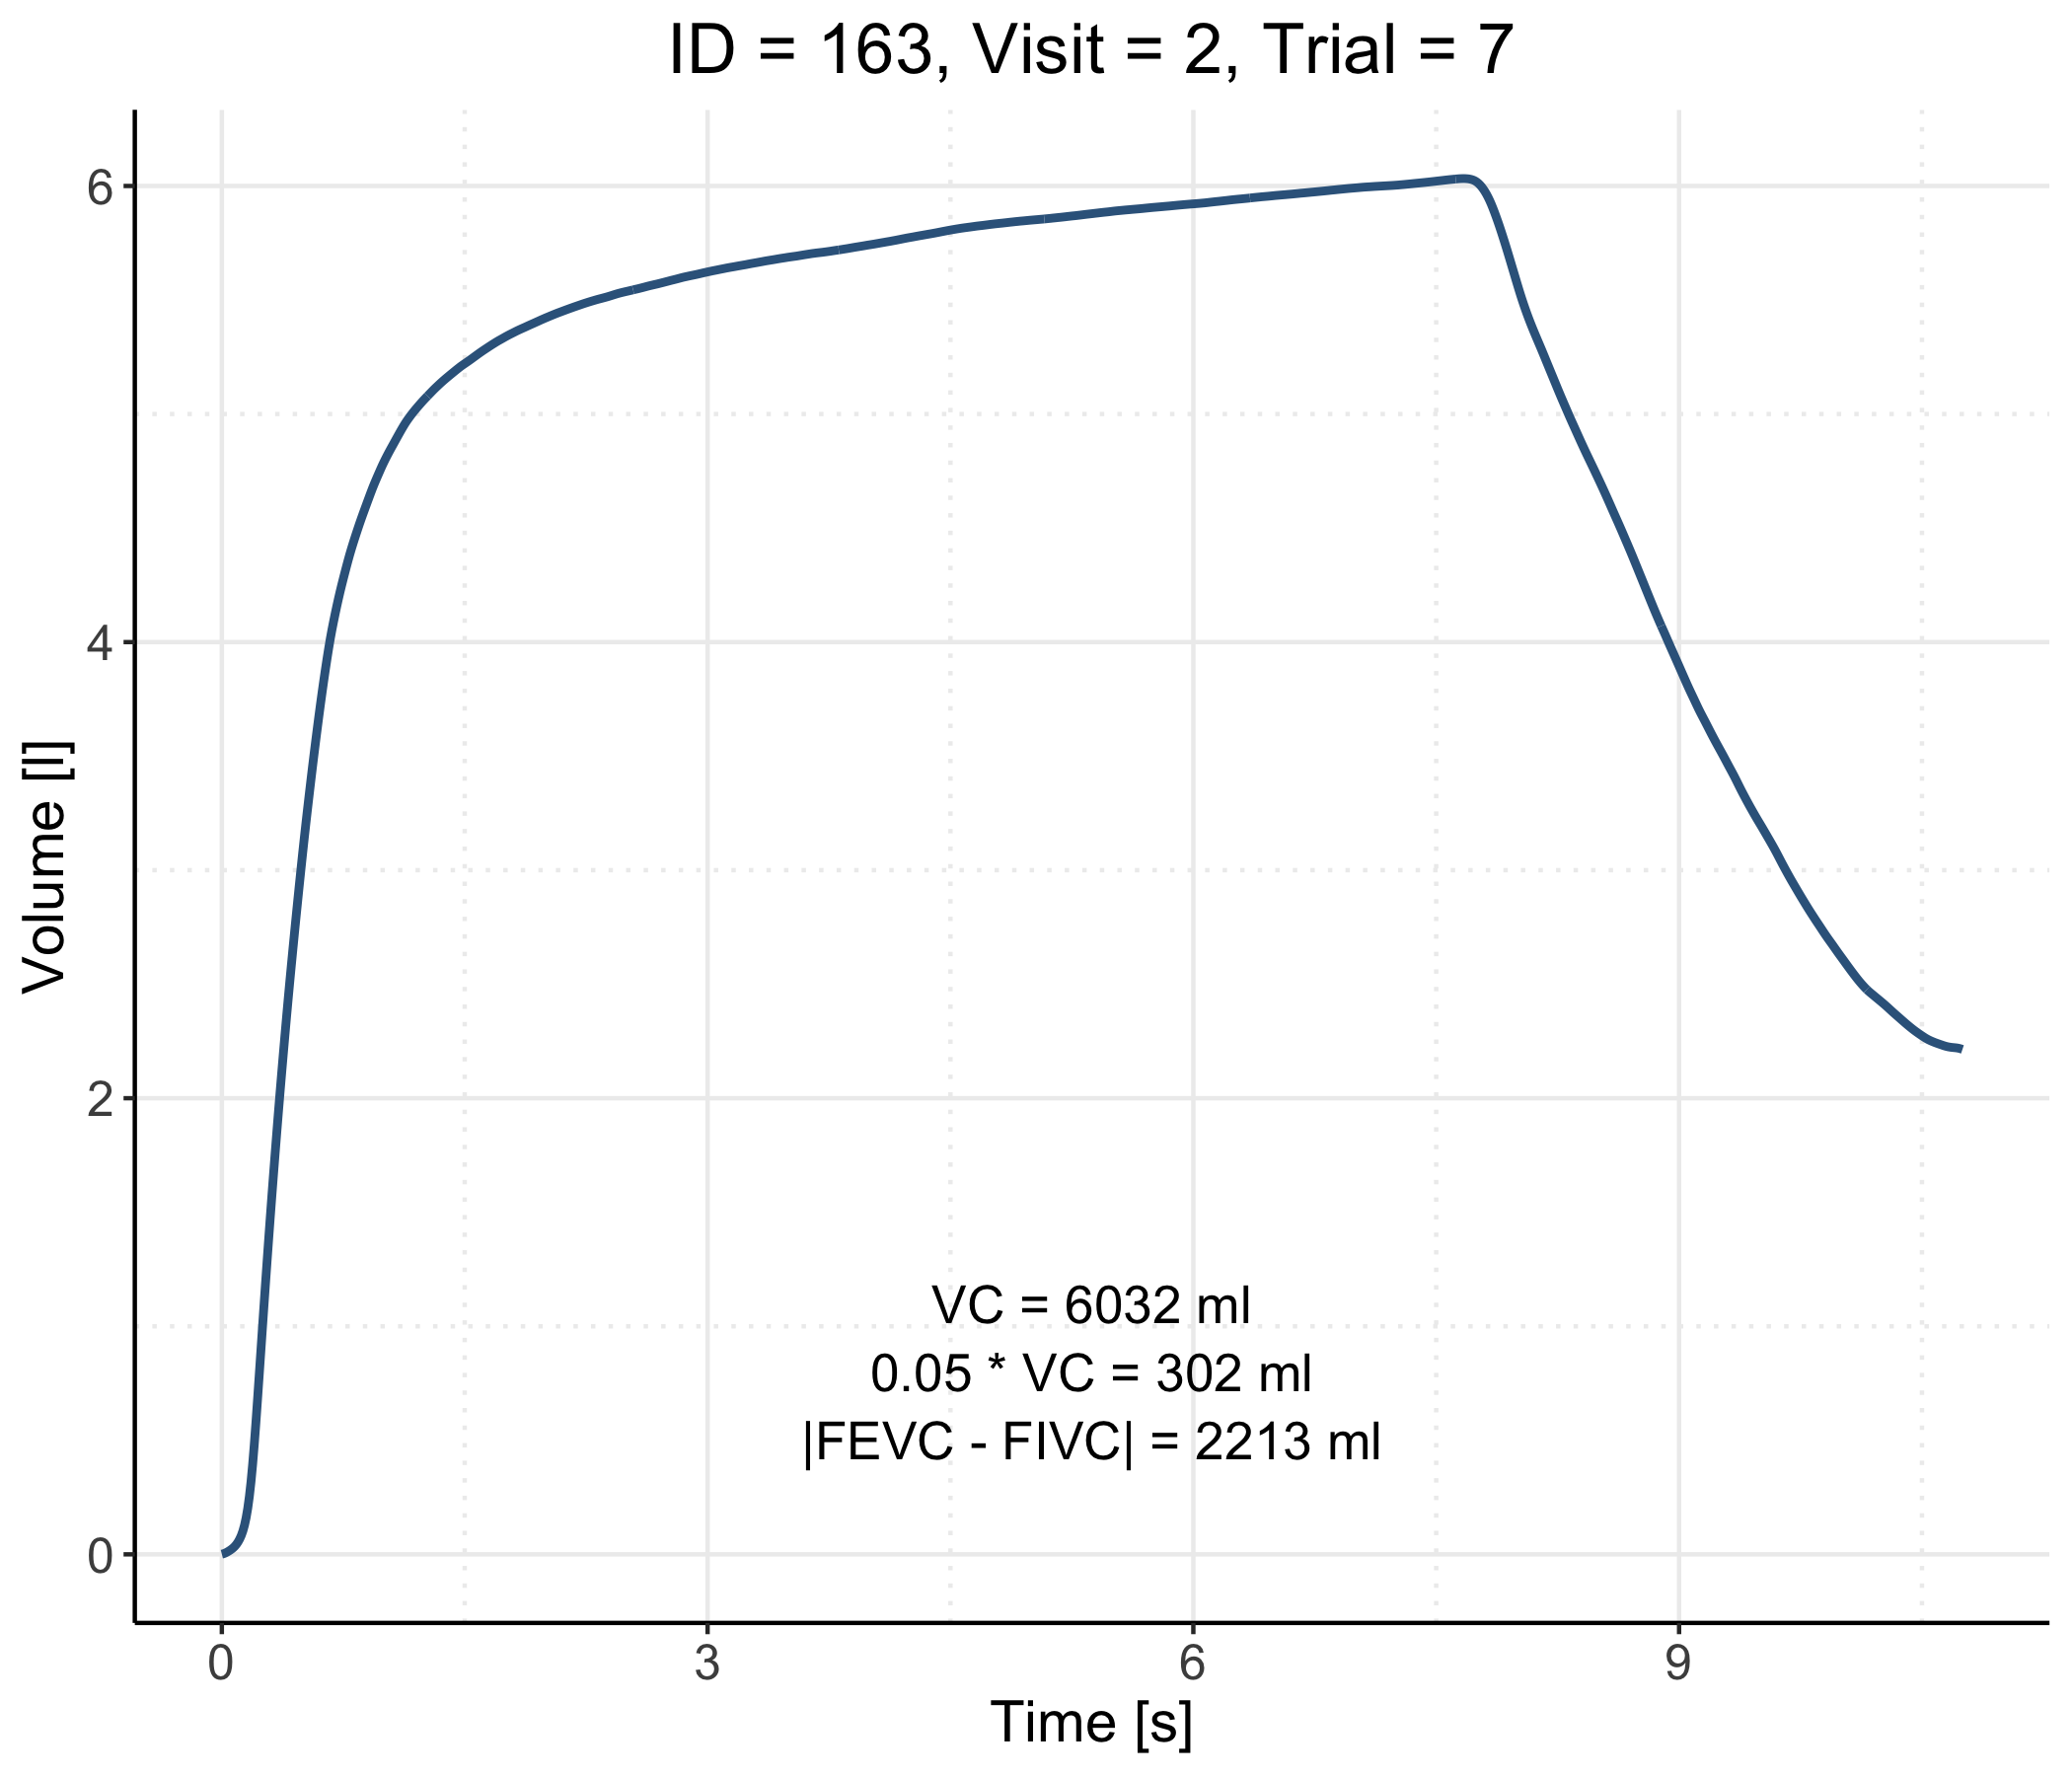 ID = 163, Visit = 2, Trial = 7
6
4
2
0
Volume [l]
VC = 6032 ml
0.05 * VC = 302 ml
|FEVC - FIVC| = 2213 ml
0 3 6 9
Time [s]